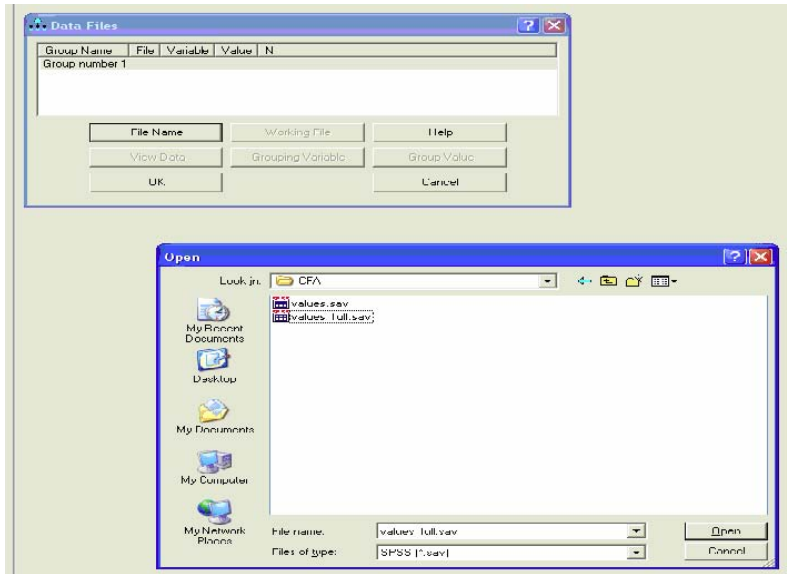 Data Files
Group Name File Variable Value N
Group number 1
File Name Working File Help
View Data Grouping Variable Group Value
OK Cancel
Open
Look in: CFA
values.sav
values_full.sav
My Recent
Documents
Desktop
My Documents
My Computer
My Network
Places
File name: values_full.sav Open
Files of type: SPSS (*.sav) Cancel